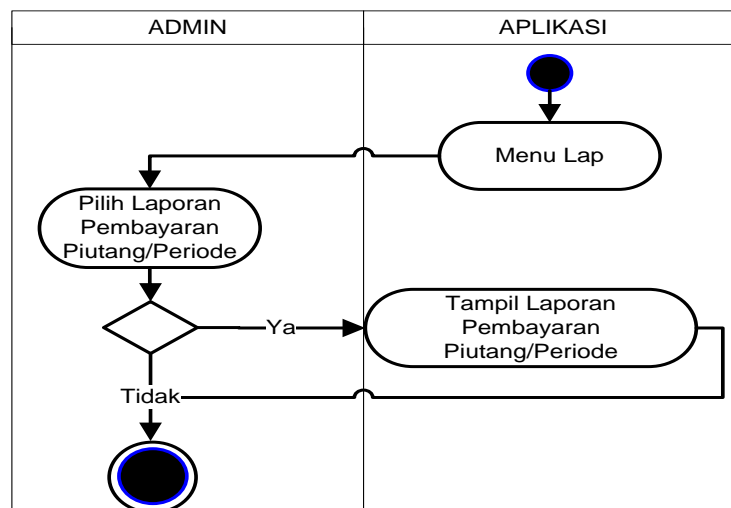 ADMIN
APLIKASI
Menu Lap
Pilih Laporan
Pembayaran
Piutang/Periode
Ya
Tampil Laporan
Pembayaran
Piutang/Periode
Tidak